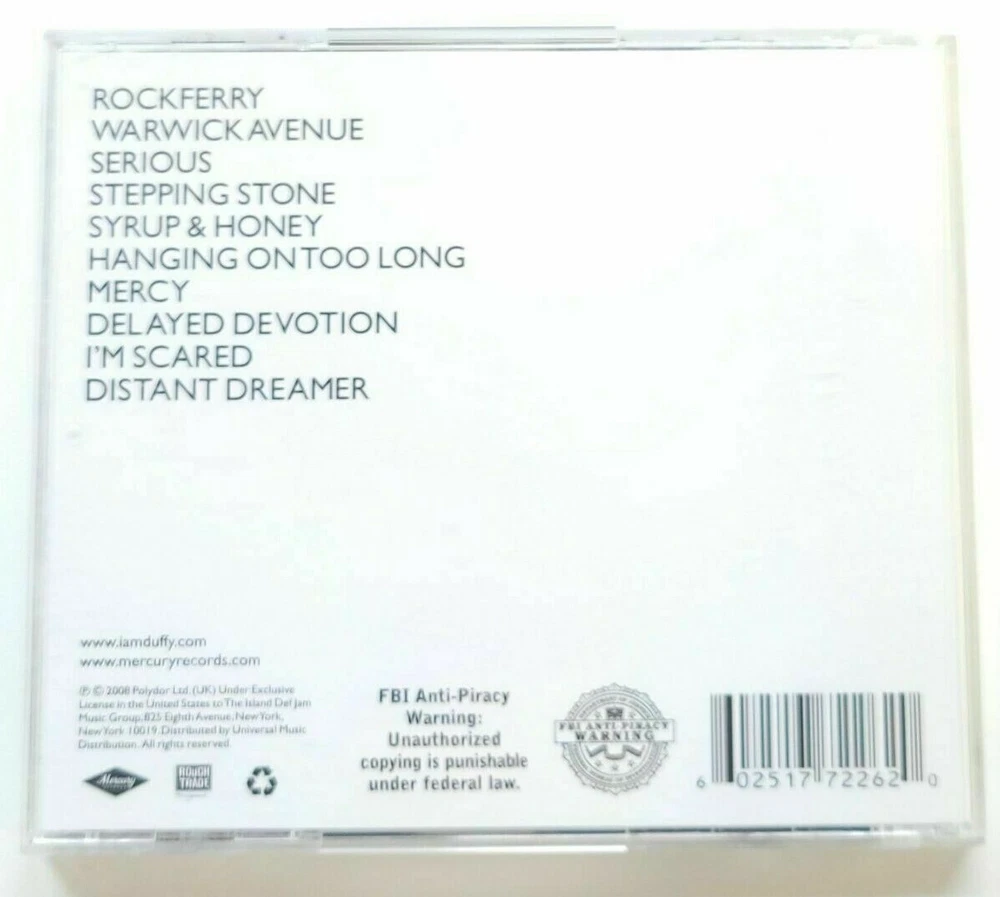 ROCKFERRY
WARWICK AVENUE
SERIOUS
STEPPING STONE
SYRUP & HONEY
HANGING ON TOO LONG
MERCY
DELAYED DEVOTION
I'M SCARED
DISTANT DREAMER
www.iamduffy.com
www.mercuryrecords.com
℗ © 2008 Polydor Ltd. (UK) Under Exclusive
License in the United States to The Island Def Jam
Music Group, 825 Eighth Avenue, New York,
New York 10019. Distributed by Universal Music
Distribution. All rights reserved.
Mercury
ROUGH
TRADE
FBI Anti-Piracy
Warning:
Unauthorized
copying is punishable
under federal law.
FBI ANTI-PIRACY
WARNING
6 02517 72262 0